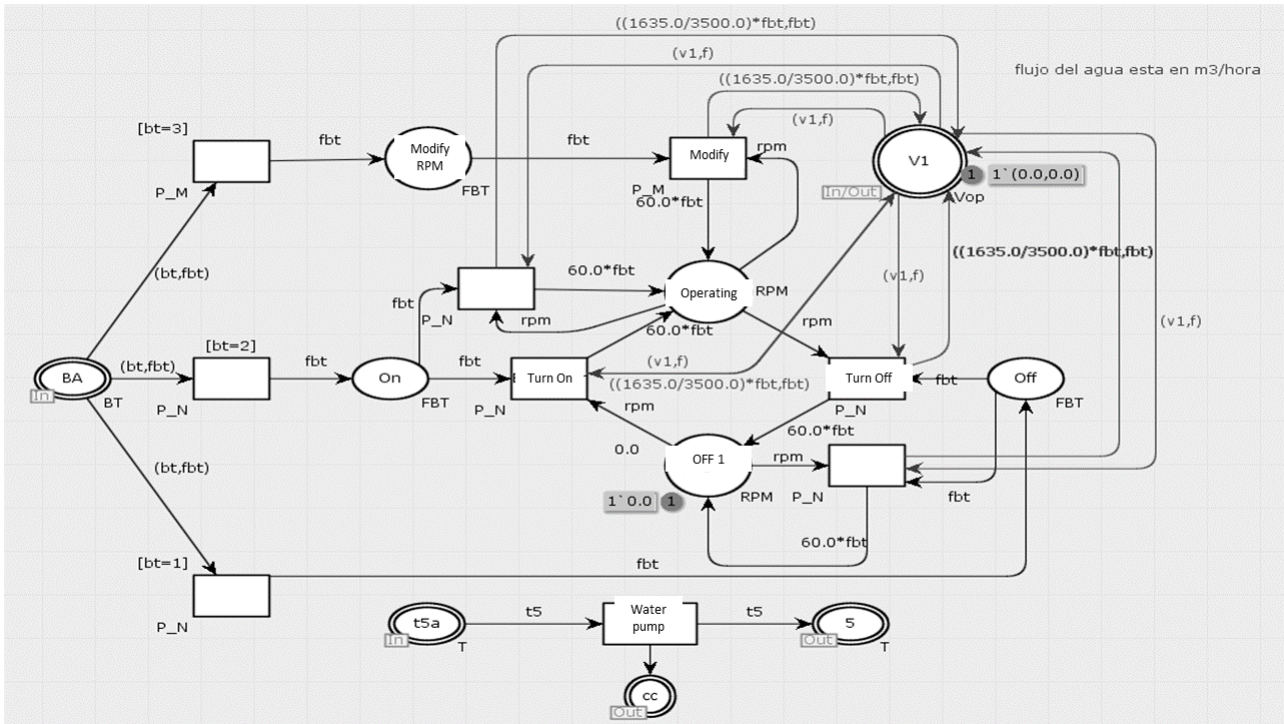 ((1635.0/3500.0)*fbt,fbt)
(v1,f)
flujo del agua esta en m3/hora
((1635.0/3500.0)*fbt,fbt)
(v1,f)
[bt=3]
fbt
Modify
RPM
fbt
Modify
rpm
V1
1
1`(0.0,0.0)
P_M
FBT
P_M
60.0*fbt
In/Out
Vop
((1635.0/3500.0)*fbt,fbt)
(bt,fbt)
60.0*fbt
(v1,f)
fbt
Operating
RPM
P_N
rpm
rpm
(v1,f)
60.0*fbt
[bt=2]
(bt,fbt)
fbt
fbt
(v1,f)
BA
On
Turn On
Turn Off
fbt
Off
((1635.0/3500.0)*fbt,fbt)
In
BT
P_N
FBT
P_N
rpm
P_N
FBT
60.0*fbt
0.0
(bt,fbt)
OFF 1
rpm
1`0.0
1
RPM
P_N
fbt
60.0*fbt
[bt=1]
fbt
P_N
t5a
t5
Water
pump
t5
5
In
T
Out
T
cc
Out